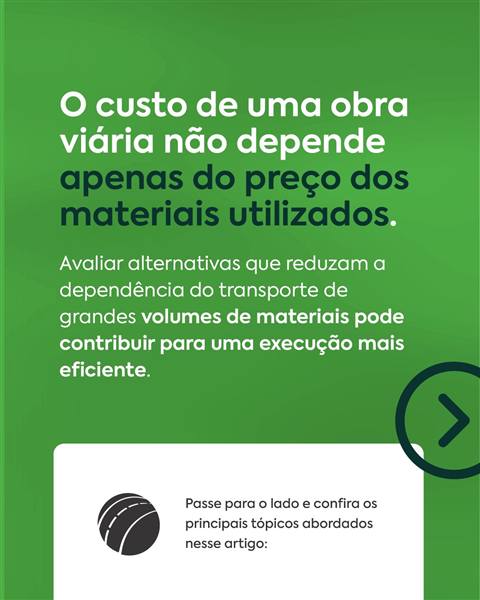 O custo de uma obra
viária não depende
apenas do preço dos
materiais utilizados.
Avaliar alternativas que reduzam a
dependência do transporte de
grandes volumes de materiais pode
contribuir para uma execução mais
eficiente.
Passe para o lado e confira os
principais tópicos abordados
nesse artigo: